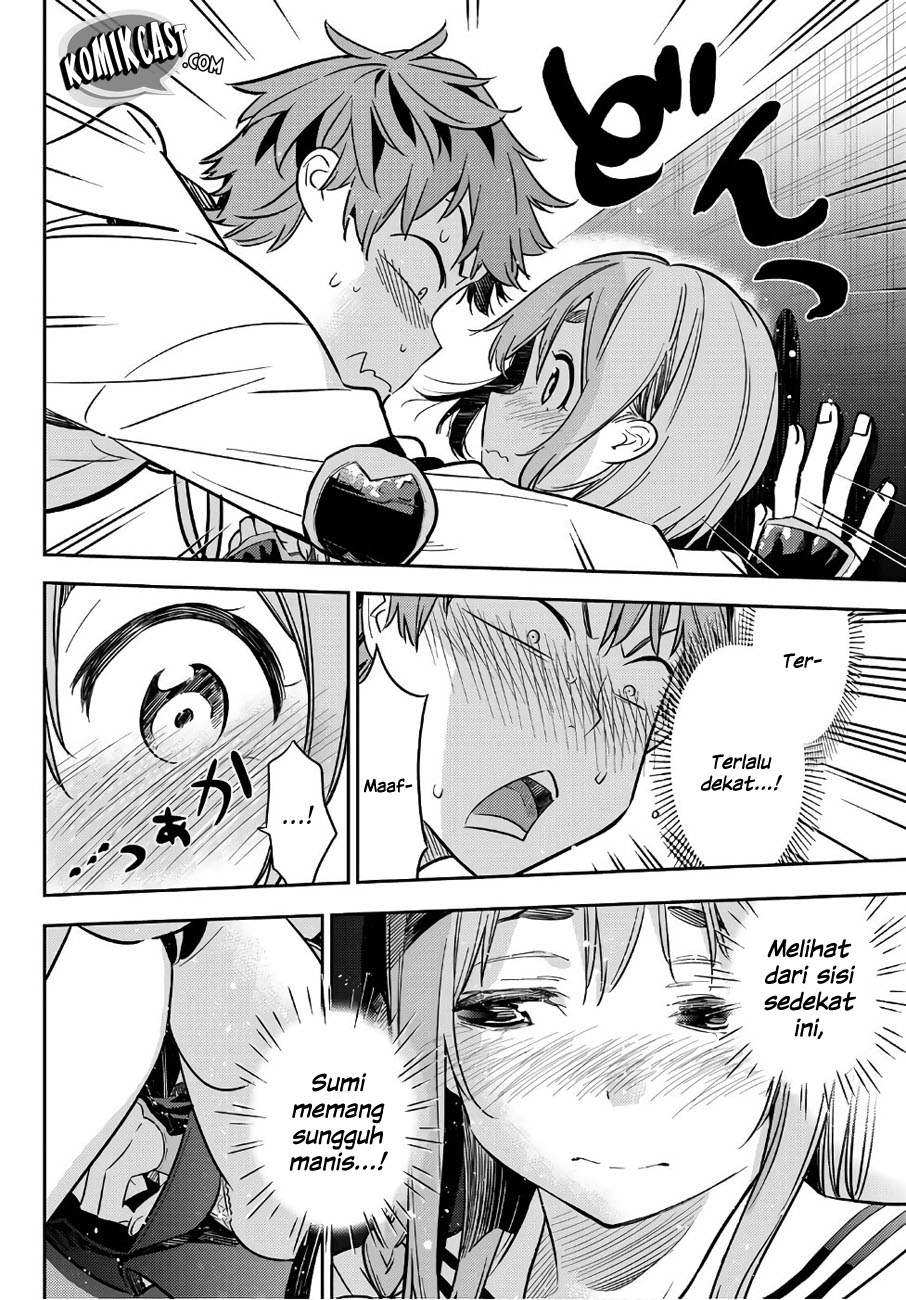 KOMIKCAST
.COM
どんっ
Ter-
Terlalu
dekat...!
Maaf-
...!
かぁっ...
Melihat
dari sisi
sedekat
ini,
Sumi
memang
sungguh
manis...!